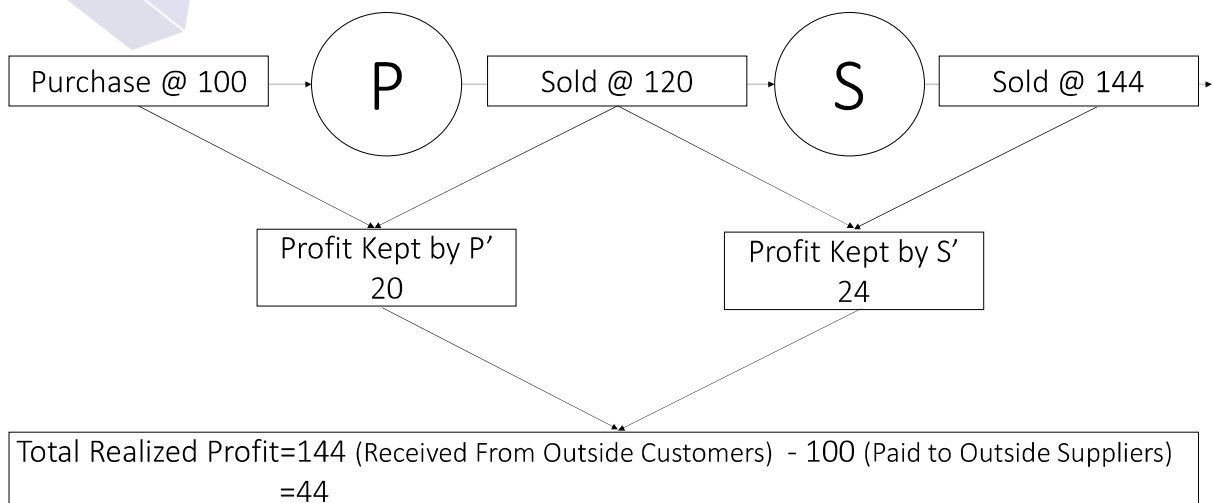 Purchase @ 100
P
Sold @ 120
S
Sold @ 144
Profit Kept by P’
20
Profit Kept by S’
24
Total Realized Profit=144 (Received From Outside Customers) - 100 (Paid to Outside Suppliers)
=44